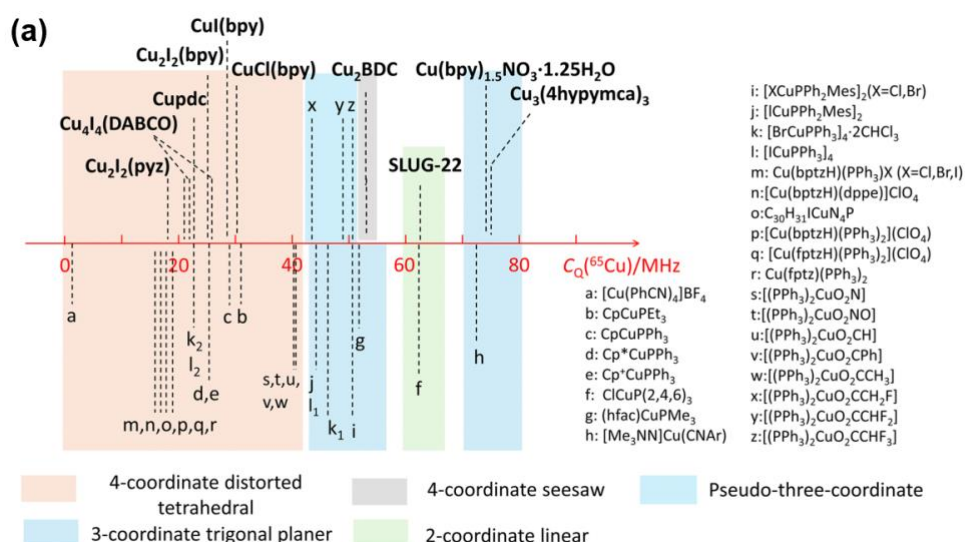 (a)
CuI(bpy)
Cu₂I₂(bpy)
CuCl(bpy)
Cu₂BDC
Cu(bpy)₁.₅NO₃·1.25H₂O
Cupdc
x
y
z
Cu₃(4hypymca)₃
Cu₄I₄(DABCO)
Cu₂I₂(pyz)
SLUG-22
0
20
40
60
80
C_Q(⁶⁵Cu)/MHz
a
c
b
k₂
l₂
d,e
m,n,o,p,q,r
s,t,u,
v,w
j
l₁
k₁
i
g
f
h
a: [Cu(PhCN)₄]BF₄
b: CpCuPEt₃
c: CpCuPPh₃
d: Cp*CuPPh₃
e: Cp⁺CuPPh₃
f: ClCuP(2,4,6)₃
g: (hfac)CuPMe₃
h: [Me₃NN]Cu(CNAr)
i: [XCuPPh₂Mes]₂(X=Cl,Br)
j: [ICuPPh₂Mes]₂
k: [BrCuPPh₃]₄·2CHCl₃
l: [ICuPPh₃]₄
m: Cu(bptzH)(PPh₃)X (X=Cl,Br,I)
n:[Cu(bptzH)(dppe)]ClO₄
o:C₃₀H₃₁ICuN₄P
p:[Cu(bptzH)(PPh₃)₂](ClO₄)
q: [Cu(fptzH)(PPh₃)₂](ClO₄)
r: Cu(fptz)(PPh₃)₂
s:[(PPh₃)₂CuO₂N]
t:[(PPh₃)₂CuO₂NO]
u:[(PPh₃)₂CuO₂CH]
v:[(PPh₃)₂CuO₂CPh]
w:[(PPh₃)₂CuO₂CCH₃]
x:[(PPh₃)₂CuO₂CCH₂F]
y:[(PPh₃)₂CuO₂CCHF₂]
z:[(PPh₃)₂CuO₂CCHF₃]
4-coordinate distorted
tetrahedral
4-coordinate seesaw
Pseudo-three-coordinate
3-coordinate trigonal planer
2-coordinate linear